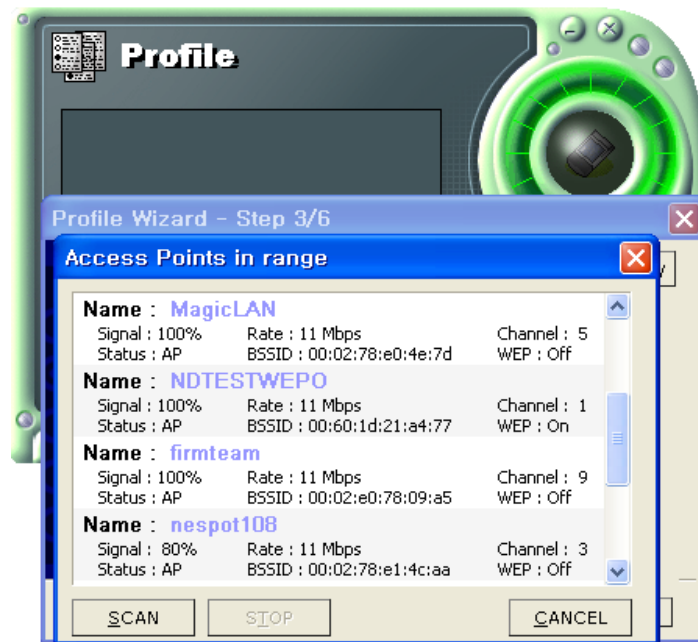 Profile
Profile Wizard - Step 3/6
Access Points in range
Name : MagicLAN
Signal : 100% Rate : 11 Mbps Channel : 5
Status : AP BSSID : 00:02:78:e0:4e:7d WEP : Off
Name : NDTESTWEPO
Signal : 100% Rate : 11 Mbps Channel : 1
Status : AP BSSID : 00:60:1d:21:a4:77 WEP : On
Name : firmteam
Signal : 100% Rate : 11 Mbps Channel : 9
Status : AP BSSID : 00:02:e0:78:09:a5 WEP : Off
Name : nespot108
Signal : 80% Rate : 11 Mbps Channel : 3
Status : AP BSSID : 00:02:78:e1:4c:aa WEP : Off
SCAN STOP CANCEL